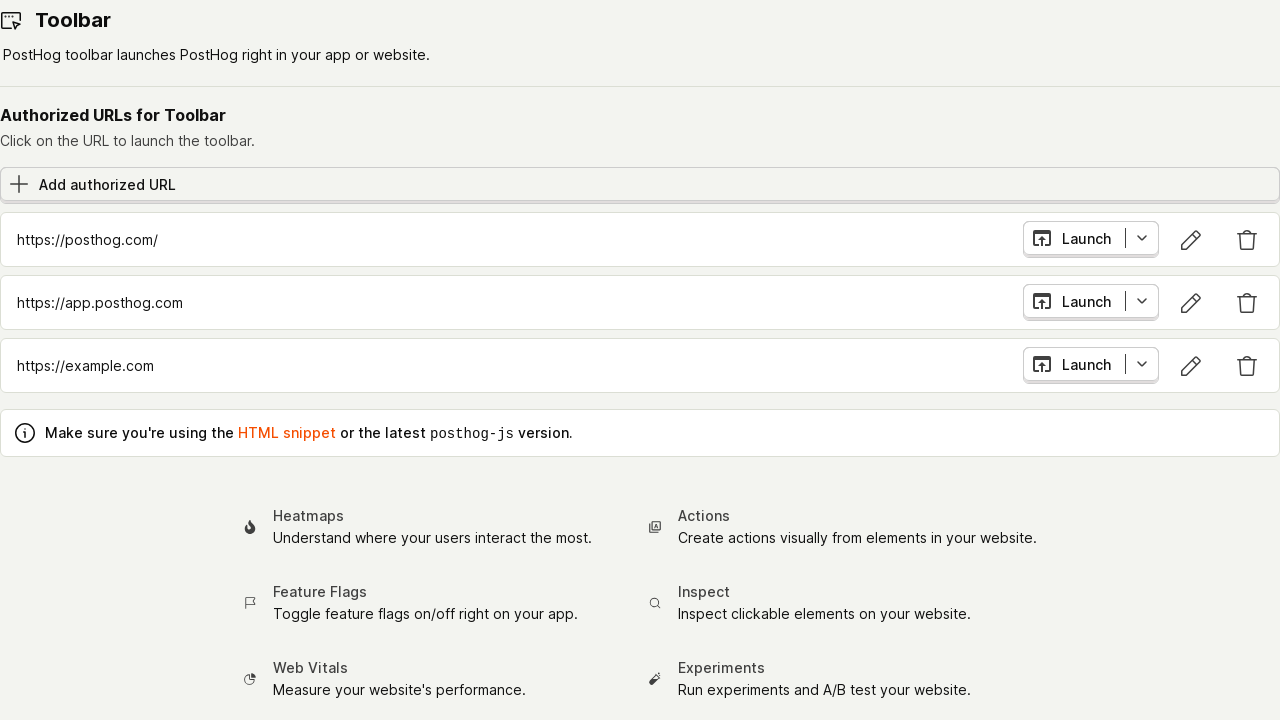 Toolbar
PostHog toolbar launches PostHog right in your app or website.
Authorized URLs for Toolbar
Click on the URL to launch the toolbar.
Add authorized URL
https://posthog.com/
Launch
https://app.posthog.com
Launch
https://example.com
Launch
Make sure you're using the HTML snippet or the latest posthog-js version.
Heatmaps
Understand where your users interact the most.
Actions
Create actions visually from elements in your website.
Feature Flags
Toggle feature flags on/off right on your app.
Inspect
Inspect clickable elements on your website.
Web Vitals
Measure your website's performance.
Experiments
Run experiments and A/B test your website.